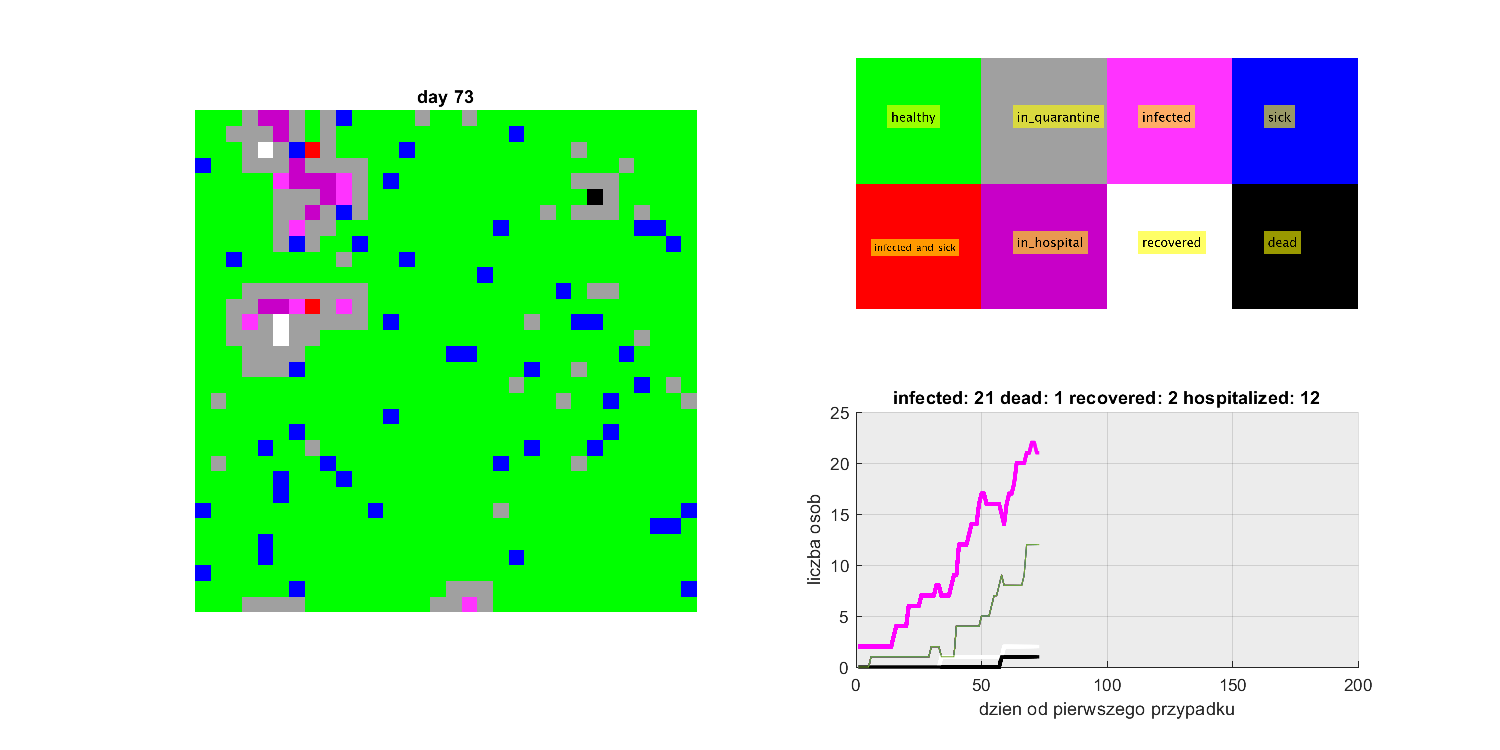 day 73
healthy
in_quarantine
infected
sick
infected and sick
in_hospital
recovered
dead
infected: 21 dead: 1 recovered: 2 hospitalized: 12
liczba osob
25
20
15
10
5
0
0 50 100 150 200
dzien od pierwszego przypadku